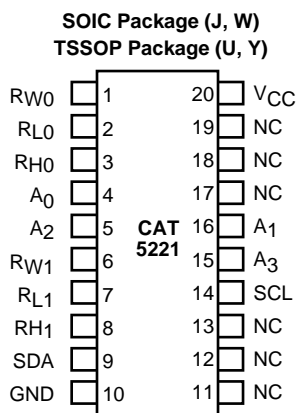 SOIC Package (J, W)
TSSOP Package (U, Y)
RW0 1 20 VCC
RL0 2 19 NC
RH0 3 18 NC
A0 4 17 NC
A2 5 CAT 5221 16 A1
RW1 6 15 A3
RL1 7 14 SCL
RH1 8 13 NC
SDA 9 12 NC
GND 10 11 NC